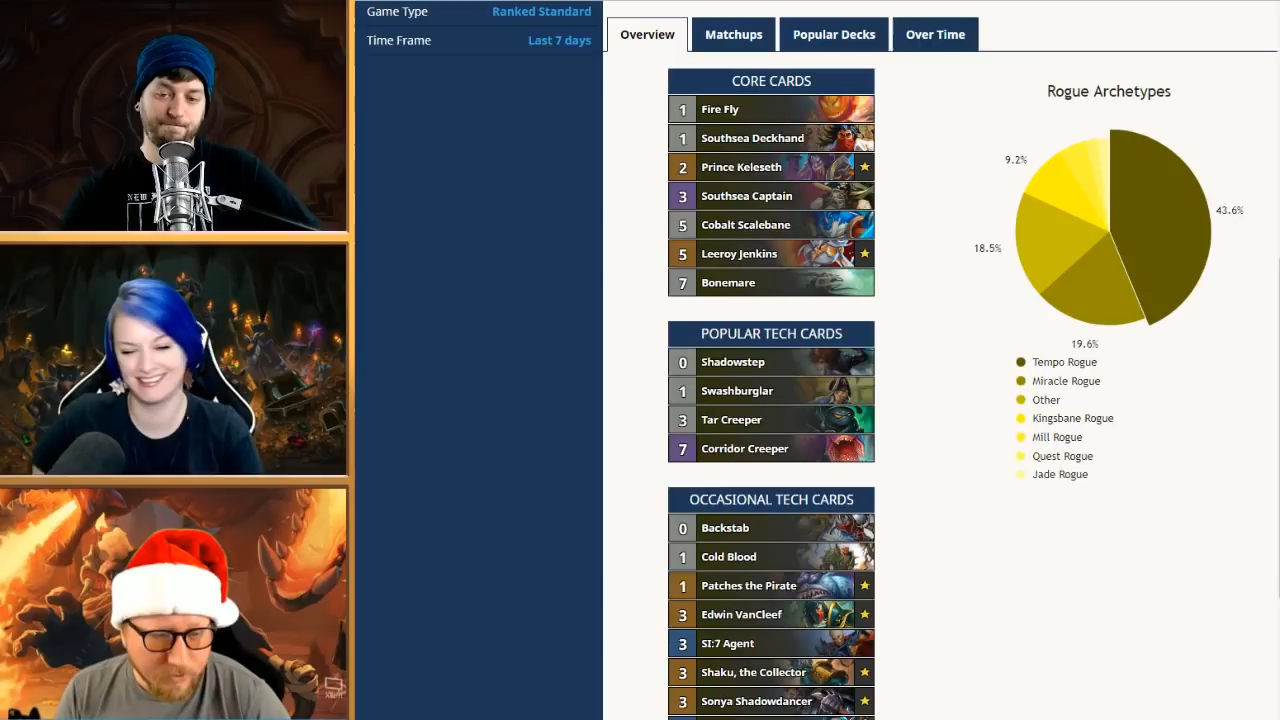 Game Type Ranked Standard
Time Frame Last 7 days
Overview Matchups Popular Decks Over Time
CORE CARDS
1 Fire Fly
1 Southsea Deckhand
2 Prince Keleseth
3 Southsea Captain
5 Cobalt Scalebane
5 Leeroy Jenkins
7 Bonemare
POPULAR TECH CARDS
0 Shadowstep
1 Swashburglar
3 Tar Creeper
7 Corridor Creeper
OCCASIONAL TECH CARDS
0 Backstab
1 Cold Blood
1 Patches the Pirate
3 Edwin VanCleef
3 SI:7 Agent
3 Shaku, the Collector
3 Sonya Shadowdancer
Rogue Archetypes
9.2%
43.6%
18.5%
19.6%
Tempo Rogue
Miracle Rogue
Other
Kingsbane Rogue
Mill Rogue
Quest Rogue
Jade Rogue
NEW